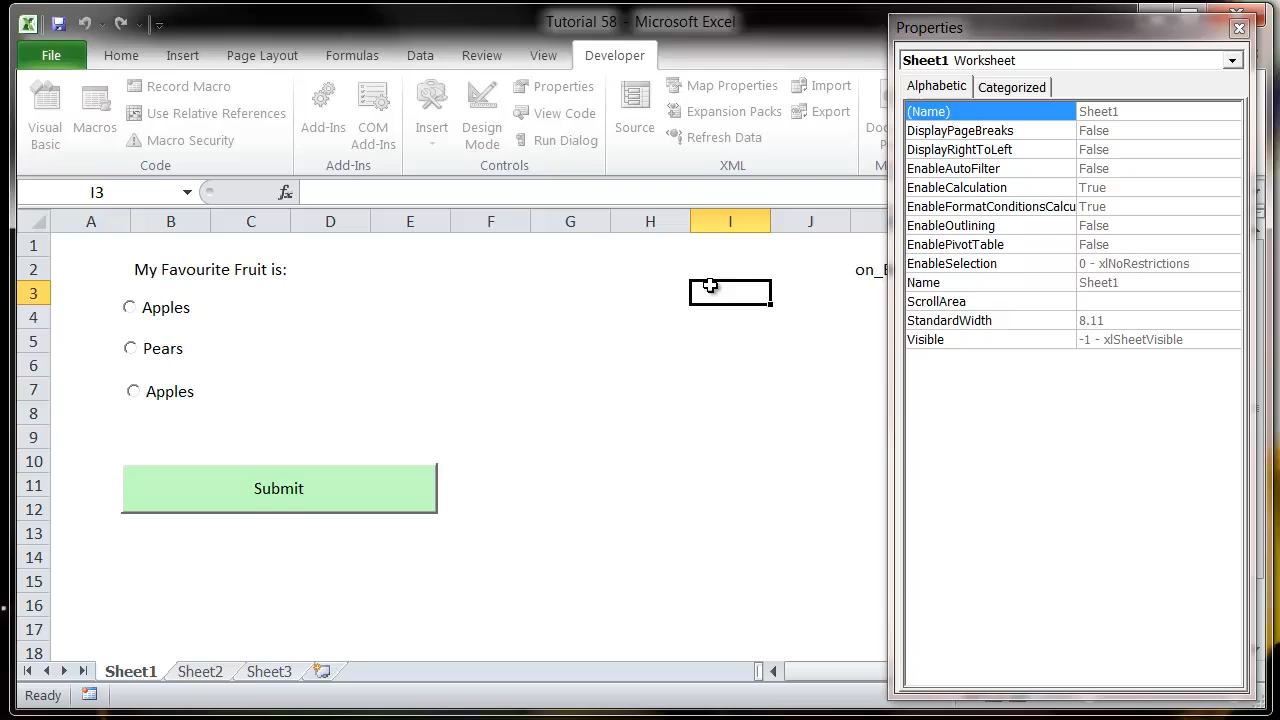 Tutorial 58 - Microsoft Excel
File Home Insert Page Layout Formulas Data Review View Developer
Visual Basic
Macros
Record Macro
Use Relative References
Macro Security
Code
Add-Ins
COM Add-Ins
Add-Ins
Insert
Design Mode
Properties
View Code
Run Dialog
Controls
Source
Map Properties
Expansion Packs
Refresh Data
Import
Export
XML
I3
fx
A B C D E F G H I J
1
2 My Favourite Fruit is:
3 Apples
4
5 Pears
6
7 Apples
8
9
10
11 Submit
12
13
14
15
16
17
18
Sheet1 Sheet2 Sheet3
Ready
Properties
Sheet1 Worksheet
Alphabetic Categorized
(Name) Sheet1
DisplayPageBreaks False
DisplayRightToLeft False
EnableAutoFilter False
EnableCalculation True
EnableFormatConditionsCalcu True
EnableOutlining False
EnablePivotTable False
EnableSelection 0 - xlNoRestrictions
Name Sheet1
ScrollArea
StandardWidth 8.11
Visible -1 - xlSheetVisible